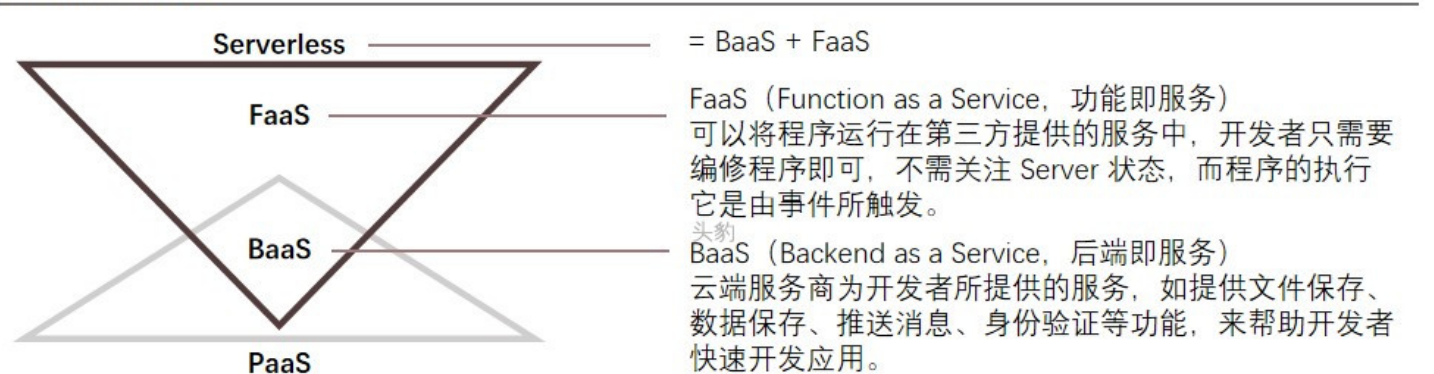 Serverless
= BaaS + FaaS
FaaS
FaaS（Function as a Service，功能即服务）
可以将程序运行在第三方提供的服务中，开发者只需要
编修程序即可，不需关注 Server 状态，而程序的执行
它是由事件所触发。
头豹
BaaS
BaaS（Backend as a Service，后端即服务）
云端服务商为开发者所提供的服务，如提供文件保存、
数据保存、推送消息、身份验证等功能，来帮助开发者
快速开发应用。
PaaS